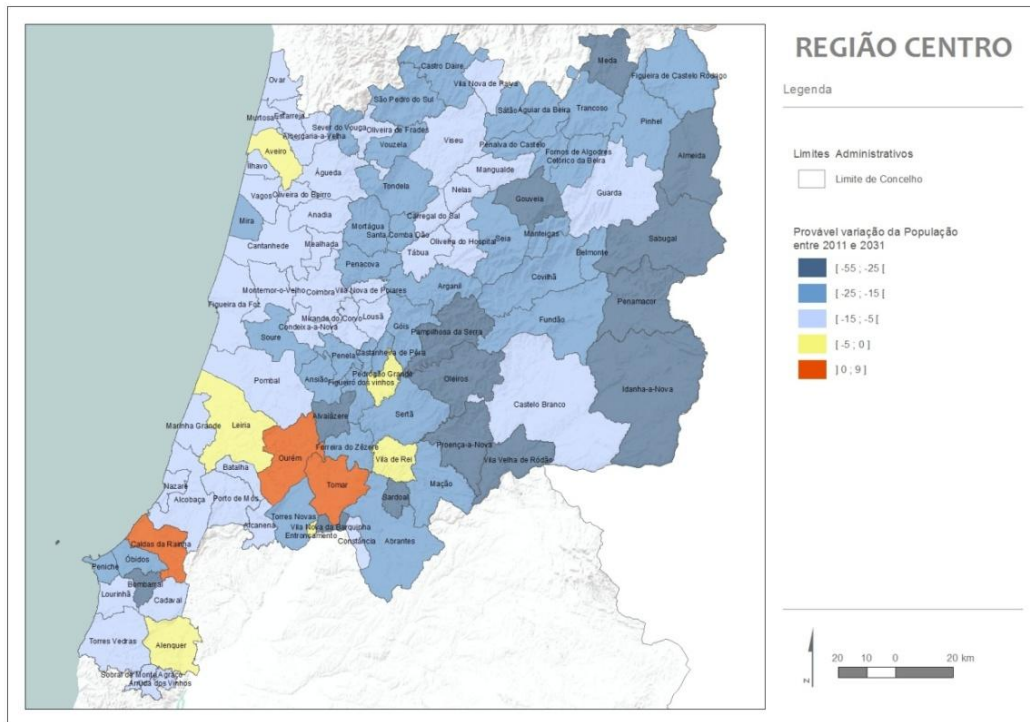 REGIÃO CENTRO
Legenda
Limites Administrativos
Limite de Concelho
Provável variação da População
entre 2011 e 2031
[ -55 ; -25 [
[ -25 ; -15 [
[ -15 ; -5 [
[ -5 ; 0 ]
] 0 ; 9 ]
N
20 10 0 20 km
Meda
Castro Daire
Figueira de Castelo Rodrigo
Ovar
Vila Nova de Paiva
São Pedro do Sul
Trancoso
Sátão
Aguiar da Beira
Murtosa
Estarreja
Pinhel
Sever do Vouga
Oliveira de Frades
Albergaria-a-Velha
Viseu
Vouzela
Penalva do Castelo
Fornos de Algodres
Aveiro
Celorico da Beira
Almeida
Ilhavo
Águeda
Mangualde
Tondela
Nelas
Guarda
Vagos
Oliveira do Bairro
Gouveia
Anadia
Carregal do Sal
Mira
Mortágua
Santa Comba Dão
Seia
Manteigas
Sabugal
Cantanhede
Mealhada
Oliveira do Hospital
Tábua
Belmonte
Penacova
Covilhã
Arganil
Montemor-o-Velho
Coimbra
Vila Nova de Poiares
Penamacor
Figueira da Foz
Miranda do Corvo
Lousã
Fundão
Condeixa-a-Nova
Góis
Pampilhosa da Serra
Soure
Penela
Castanheira de Pêra
Pedrógão Grande
Oleiros
Idanha-a-Nova
Pombal
Ansião
Figueiró dos vinhos
Castelo Branco
Alvaiázere
Sertã
Marinha Grande
Leiria
Ferreira do Zêzere
Proença-a-Nova
Ourém
Vila de Rei
Vila Velha de Ródão
Batalha
Tomar
Mação
Nazaré
Porto de Mós
Sardoal
Alcobaça
Torres Novas
Alcanena
Vila Nova da Barquinha
Entroncamento
Constância
Abrantes
Caldas da Rainha
Óbidos
Peniche
Bombarral
Lourinhã
Cadaval
Torres Vedras
Alenquer
Sobral de Monte Agraço
Arruda dos Vinhos